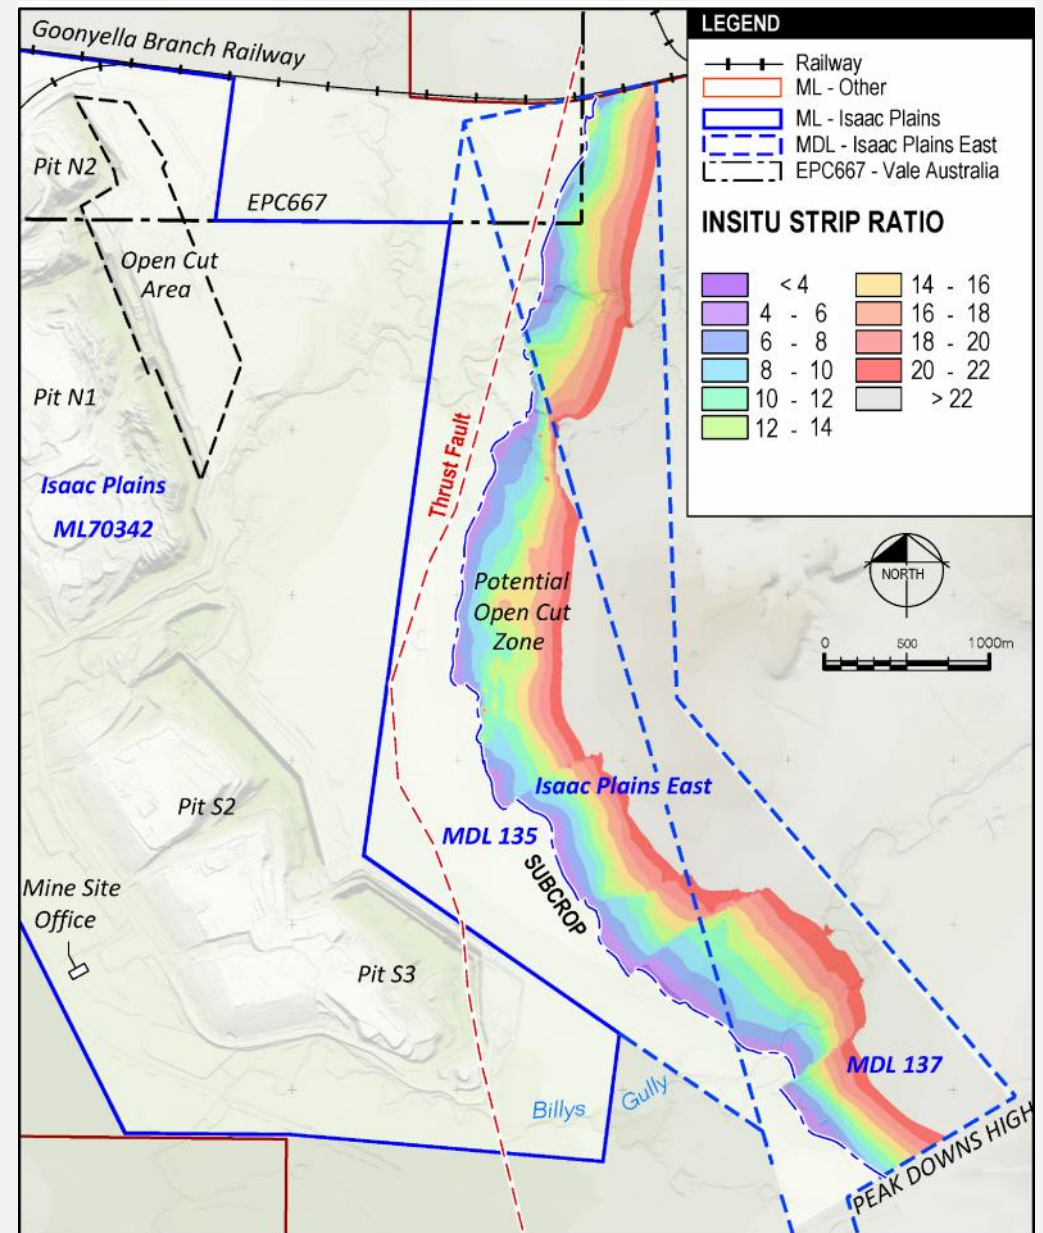 Goonyella Branch Railway
Pit N2
EPC667
Open Cut
Area
Pit N1
Isaac Plains
ML70342
Thrust Fault
Potential
Open Cut
Zone
Isaac Plains East
MDL 135
SUBCROP
Pit S2
Mine Site
Office
Pit S3
MDL 137
Billys Gully
PEAK DOWNS HIGH
LEGEND
Railway
ML - Other
ML - Isaac Plains
MDL - Isaac Plains East
EPC667 - Vale Australia
INSITU STRIP RATIO
< 4
4 - 6
6 - 8
8 - 10
10 - 12
12 - 14
14 - 16
16 - 18
18 - 20
20 - 22
> 22
NORTH
0 500 1000m